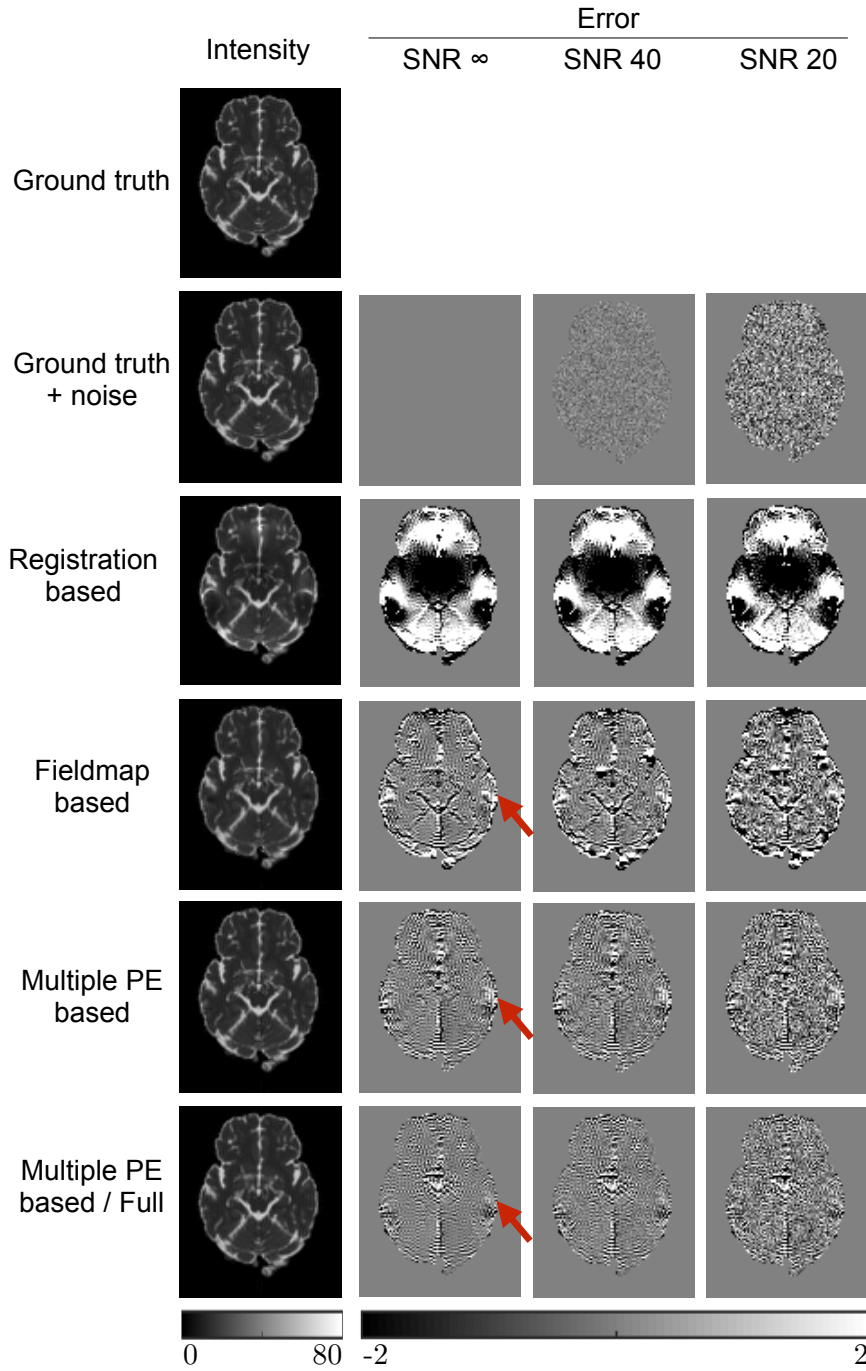 Error
Intensity
SNR ∞
SNR 40
SNR 20
Ground truth
Ground truth
+ noise
Registration
based
Fieldmap
based
Multiple PE
based
Multiple PE
based / Full
0
80
-2
2